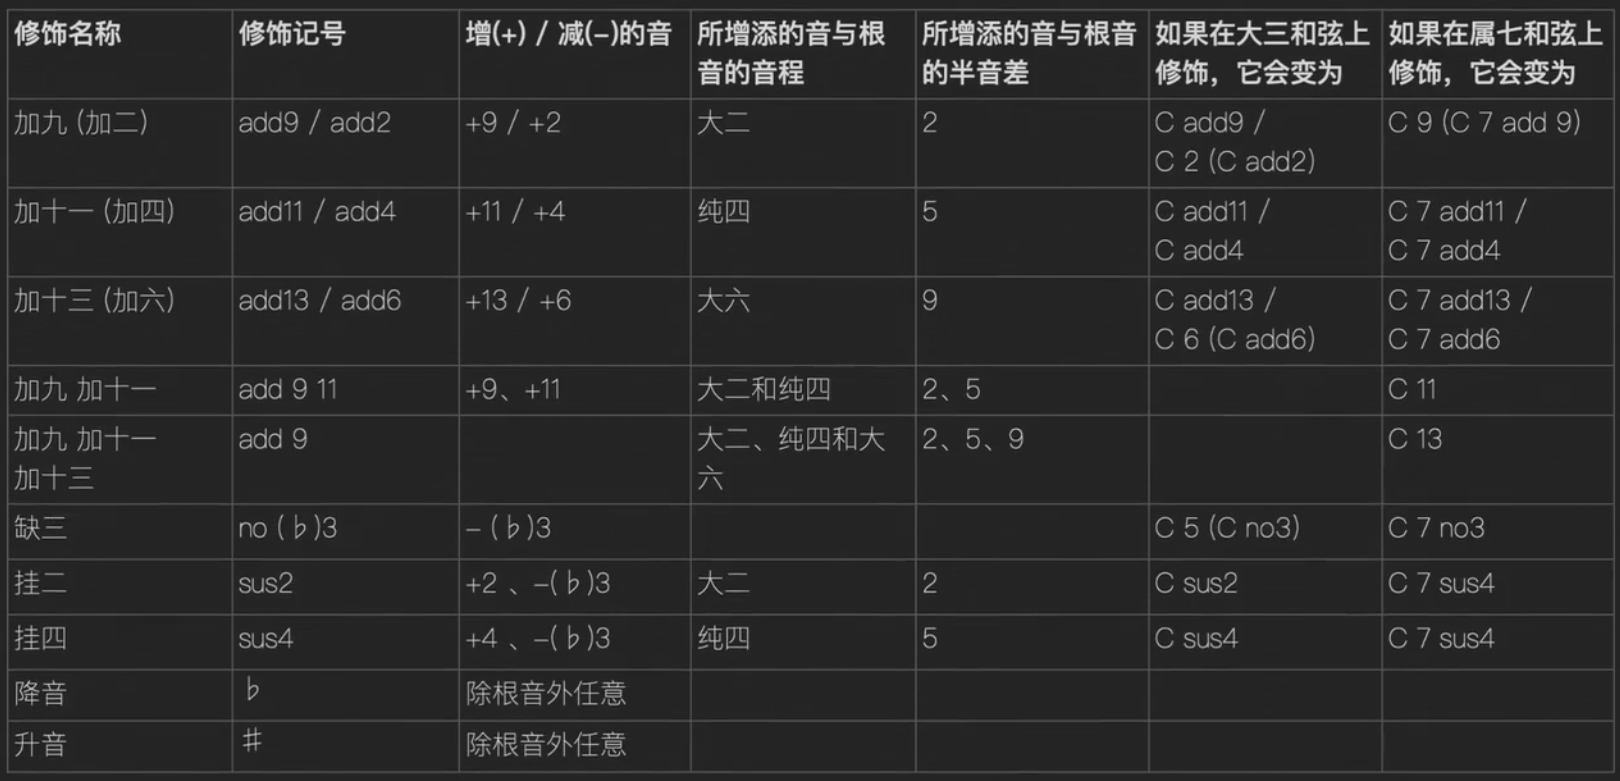 修饰名称
修饰记号
增(+) / 减(-)的音
所增添的音与根
音的音程
所增添的音与根音
的半音差
如果在大三和弦上
修饰，它会变为
如果在属七和弦上
修饰，它会变为
加九 (加二)
add9 / add2
+9 / +2
大二
2
C add9 /
C 2 (C add2)
C 9 (C 7 add 9)
加十一 (加四)
add11 / add4
+11 / +4
纯四
5
C add11 /
C add4
C 7 add11 /
C 7 add4
加十三 (加六)
add13 / add6
+13 / +6
大六
9
C add13 /
C 6 (C add6)
C 7 add13 /
C 7 add6
加九 加十一
add 9 11
+9、+11
大二和纯四
2、5
C 11
加九 加十一
加十三
add 9
大二、纯四和大
六
2、5、9
C 13
缺三
no (♭)3
– (♭)3
C 5 (C no3)
C 7 no3
挂二
sus2
+2 、–(♭)3
大二
2
C sus2
C 7 sus4
挂四
sus4
+4 、–(♭)3
纯四
5
C sus4
C 7 sus4
降音
♭
除根音外任意
升音
♯
除根音外任意